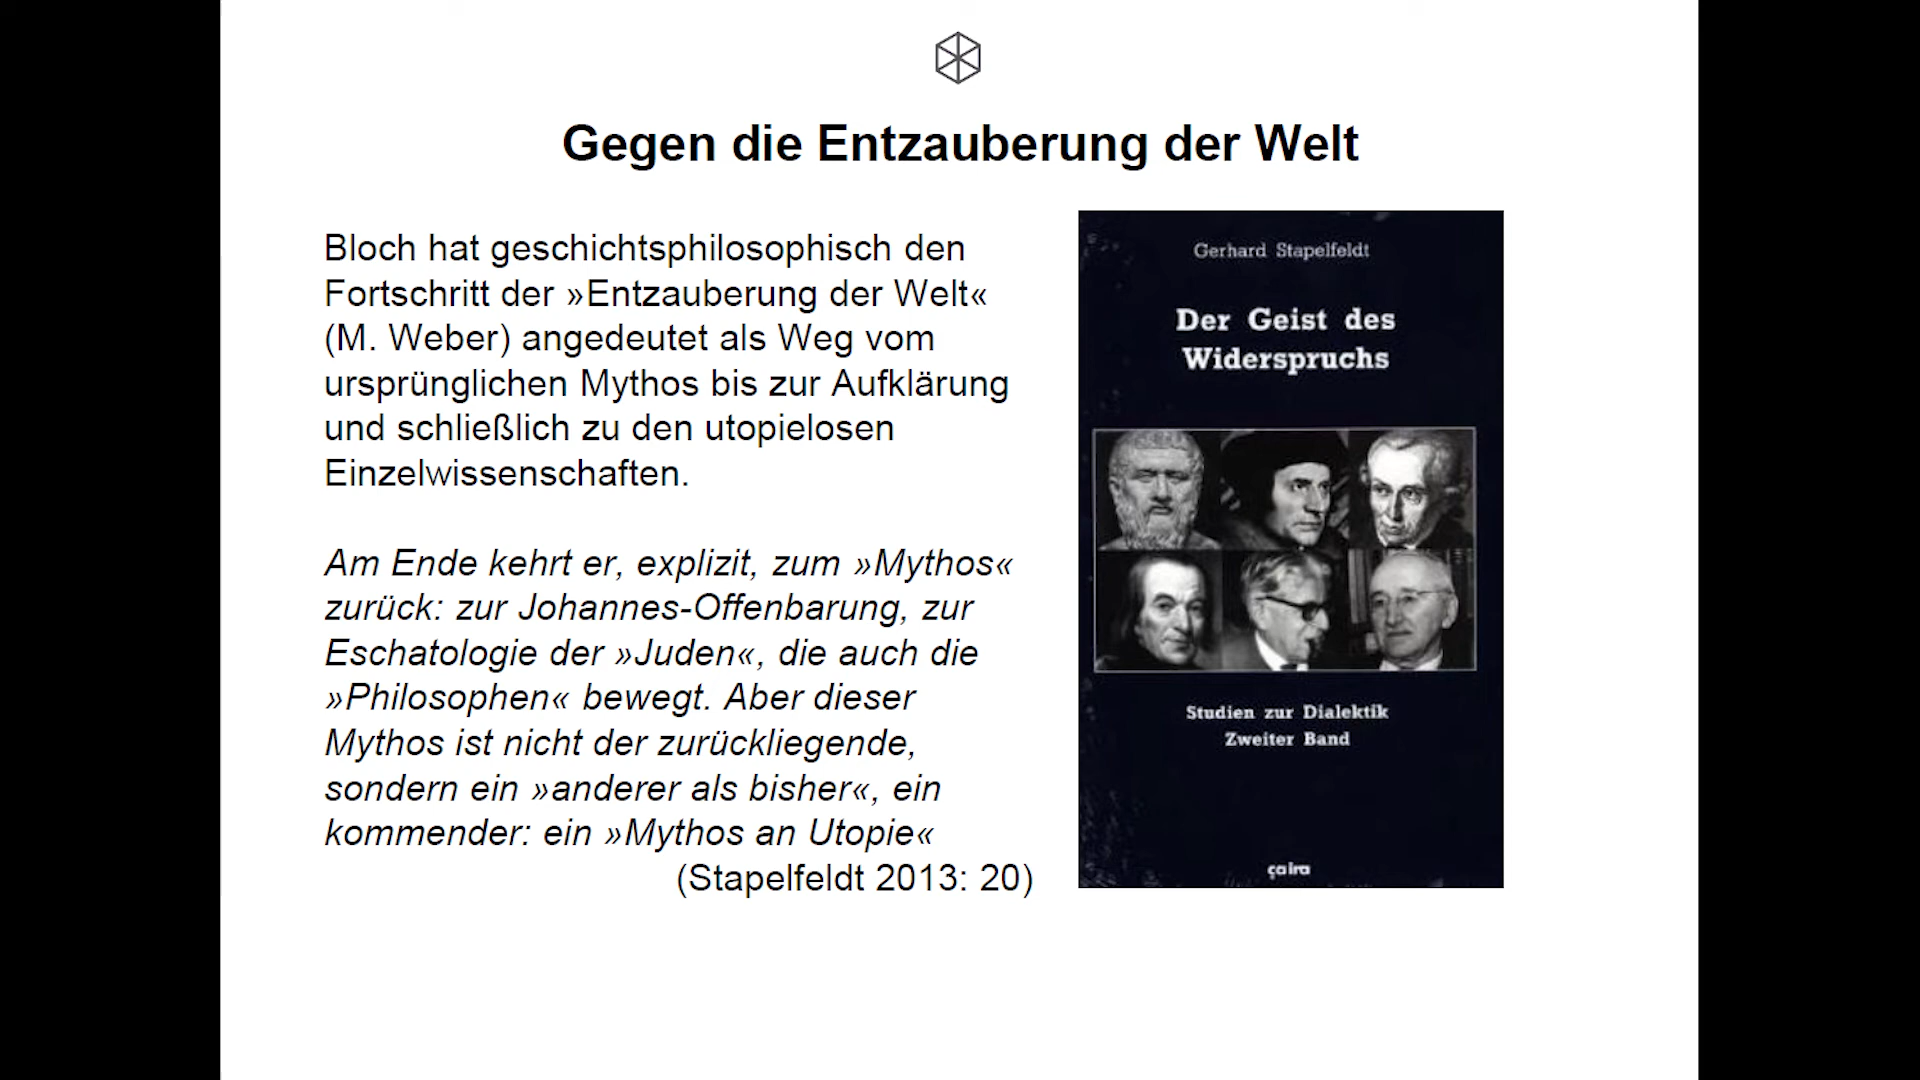 Gegen die Entzauberung der Welt
Bloch hat geschichtsphilosophisch den
Fortschritt der »Entzauberung der Welt«
(M. Weber) angedeutet als Weg vom
ursprünglichen Mythos bis zur Aufklärung
und schließlich zu den utopielosen
Einzelwissenschaften.
Am Ende kehrt er, explizit, zum »Mythos«
zurück: zur Johannes-Offenbarung, zur
Eschatologie der »Juden«, die auch die
»Philosophen« bewegt. Aber dieser
Mythos ist nicht der zurückliegende,
sondern ein »anderer als bisher«, ein
kommender: ein »Mythos an Utopie«
(Stapelfeldt 2013: 20)
Gerhard Stapelfeldt
Der Geist des
Widerspruchs
Studien zur Dialektik
Zweiter Band
ça ira